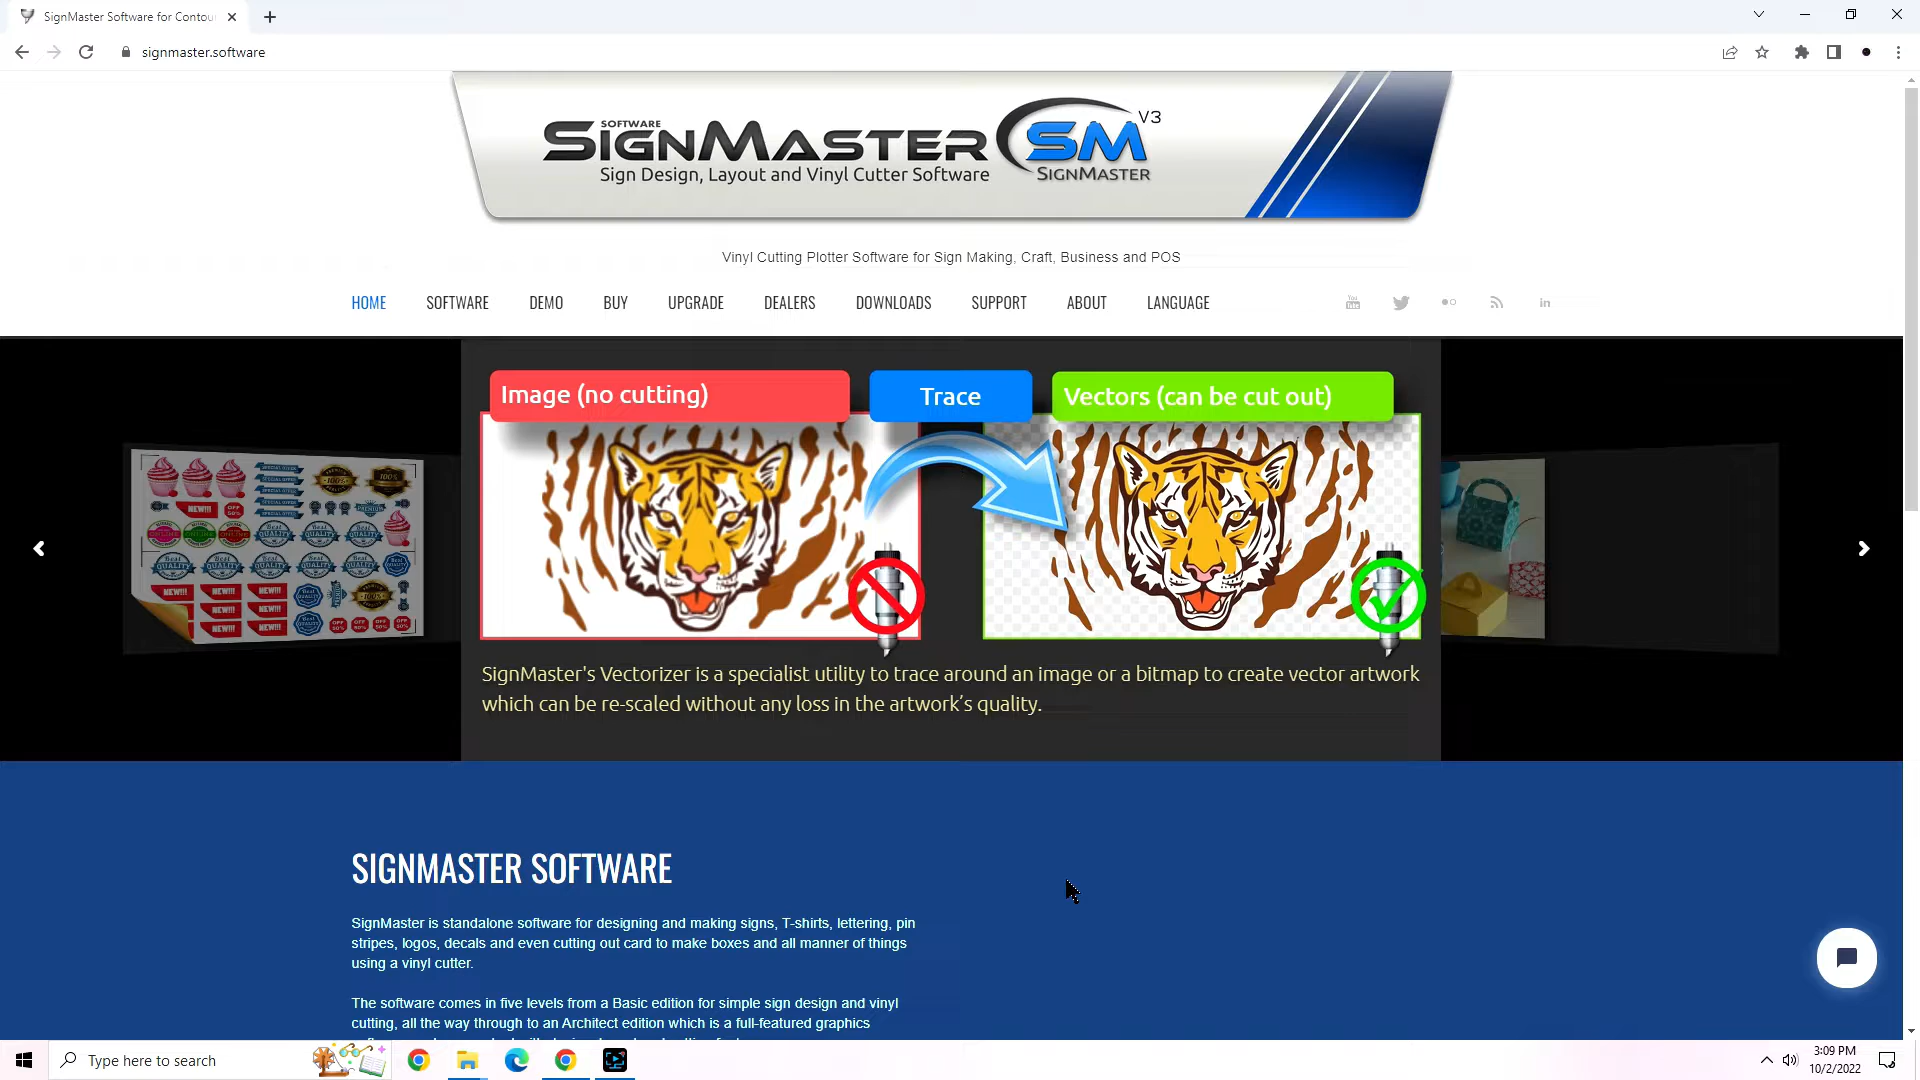 SignMaster Software for Contou
signmaster.software
SOFTWARE
SIGNMASTER
SM
V3
SIGNMASTER
Sign Design, Layout and Vinyl Cutter Software
Vinyl Cutting Plotter Software for Sign Making, Craft, Business and POS
HOME SOFTWARE DEMO BUY UPGRADE DEALERS DOWNLOADS SUPPORT ABOUT LANGUAGE
Image (no cutting)
Trace
Vectors (can be cut out)
SignMaster's Vectorizer is a specialist utility to trace around an image or a bitmap to create vector artwork
which can be re-scaled without any loss in the artwork’s quality.
SIGNMASTER SOFTWARE
SignMaster is standalone software for designing and making signs, T-shirts, lettering, pin
stripes, logos, decals and even cutting out card to make boxes and all manner of things
using a vinyl cutter.
The software comes in five levels from a Basic edition for simple sign design and vinyl
cutting, all the way through to an Architect edition which is a full-featured graphics
Type here to search
3:09 PM
10/2/2022